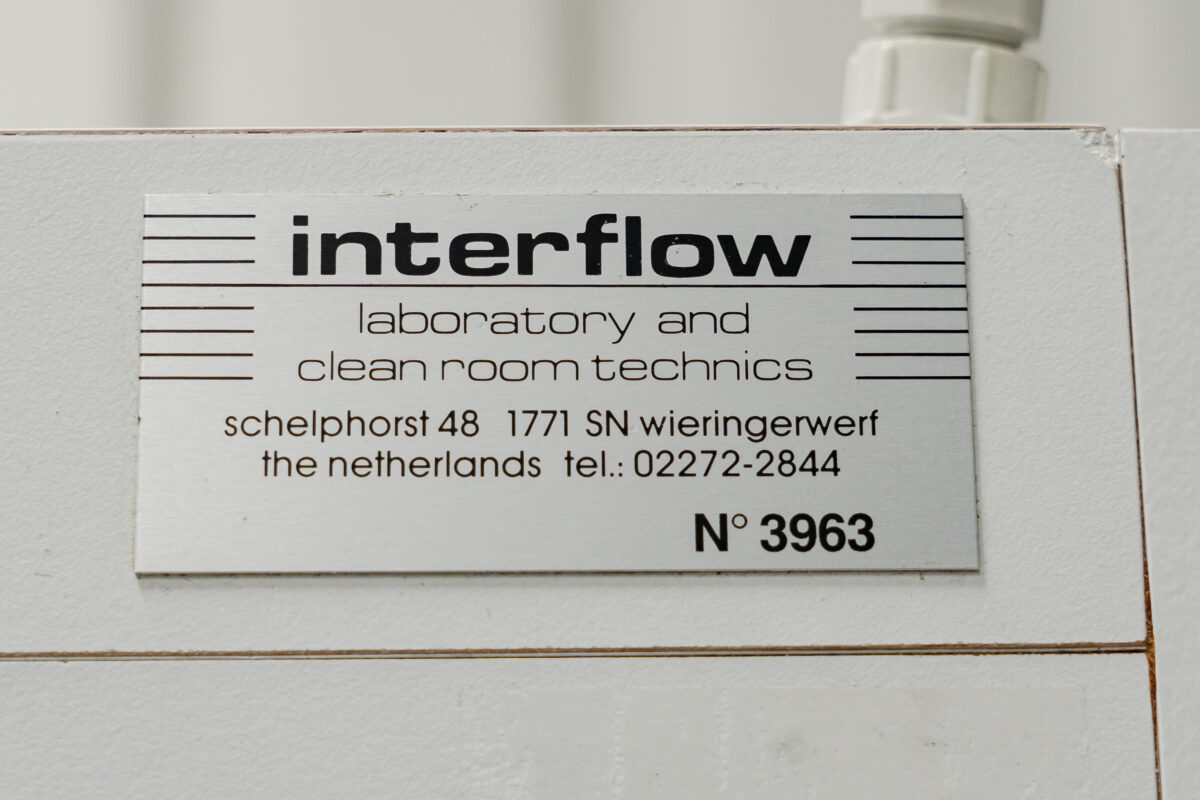 interflow
laboratory and
clean room technics
schelphorst 48 1771 SN wieringerwerf
the netherlands tel.: 02272-2844
N° 3963